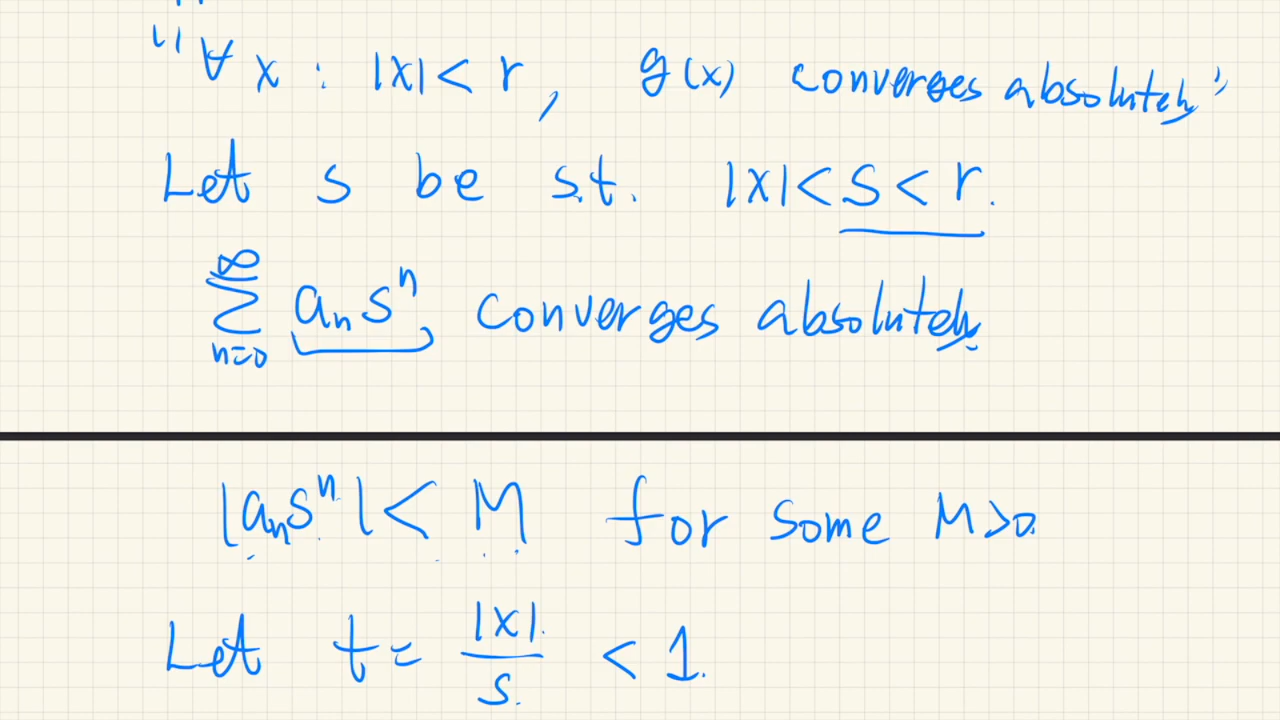 "∀ x : |x| < r, g(x) converges absolutely"
Let s be s.t. |x| < s < r.
∑_{n=0}^{∞} a_n s^n converges absolutely.
|a_n s^n| < M for some M>0
Let t = |x| / s < 1.